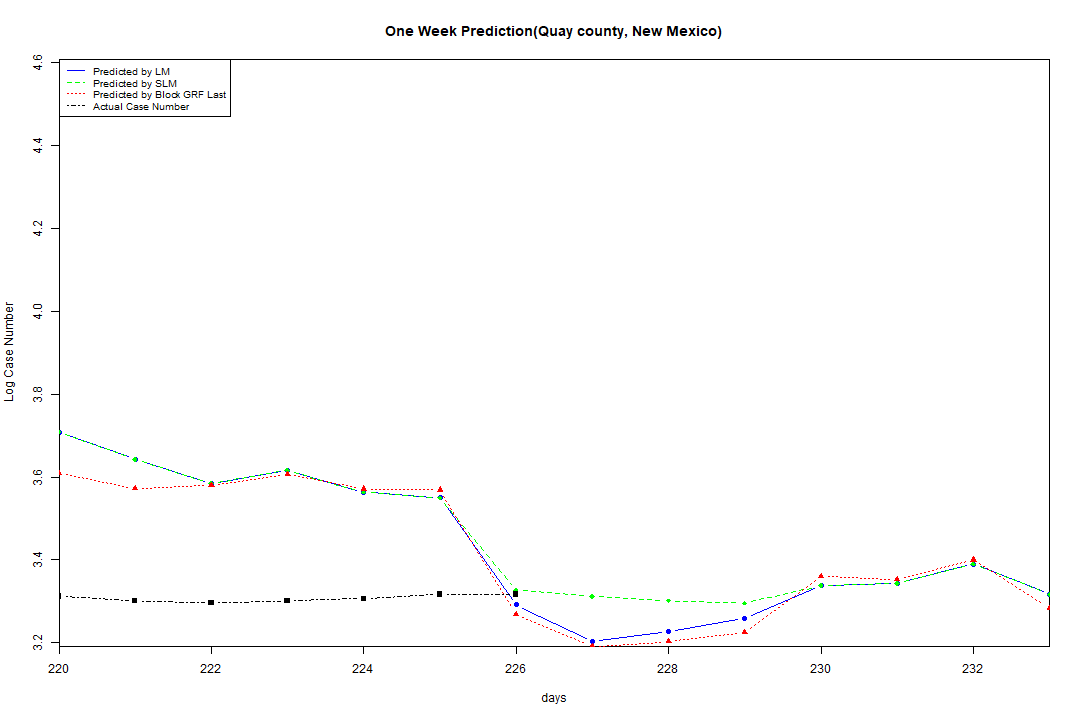 One Week Prediction(Quay county, New Mexico)
Predicted by LM
Predicted by SLM
Predicted by Block GRF Last
Actual Case Number
Log Case Number
4.6
4.4
4.2
4.0
3.8
3.6
3.4
3.2
220 222 224 226 228 230 232
days